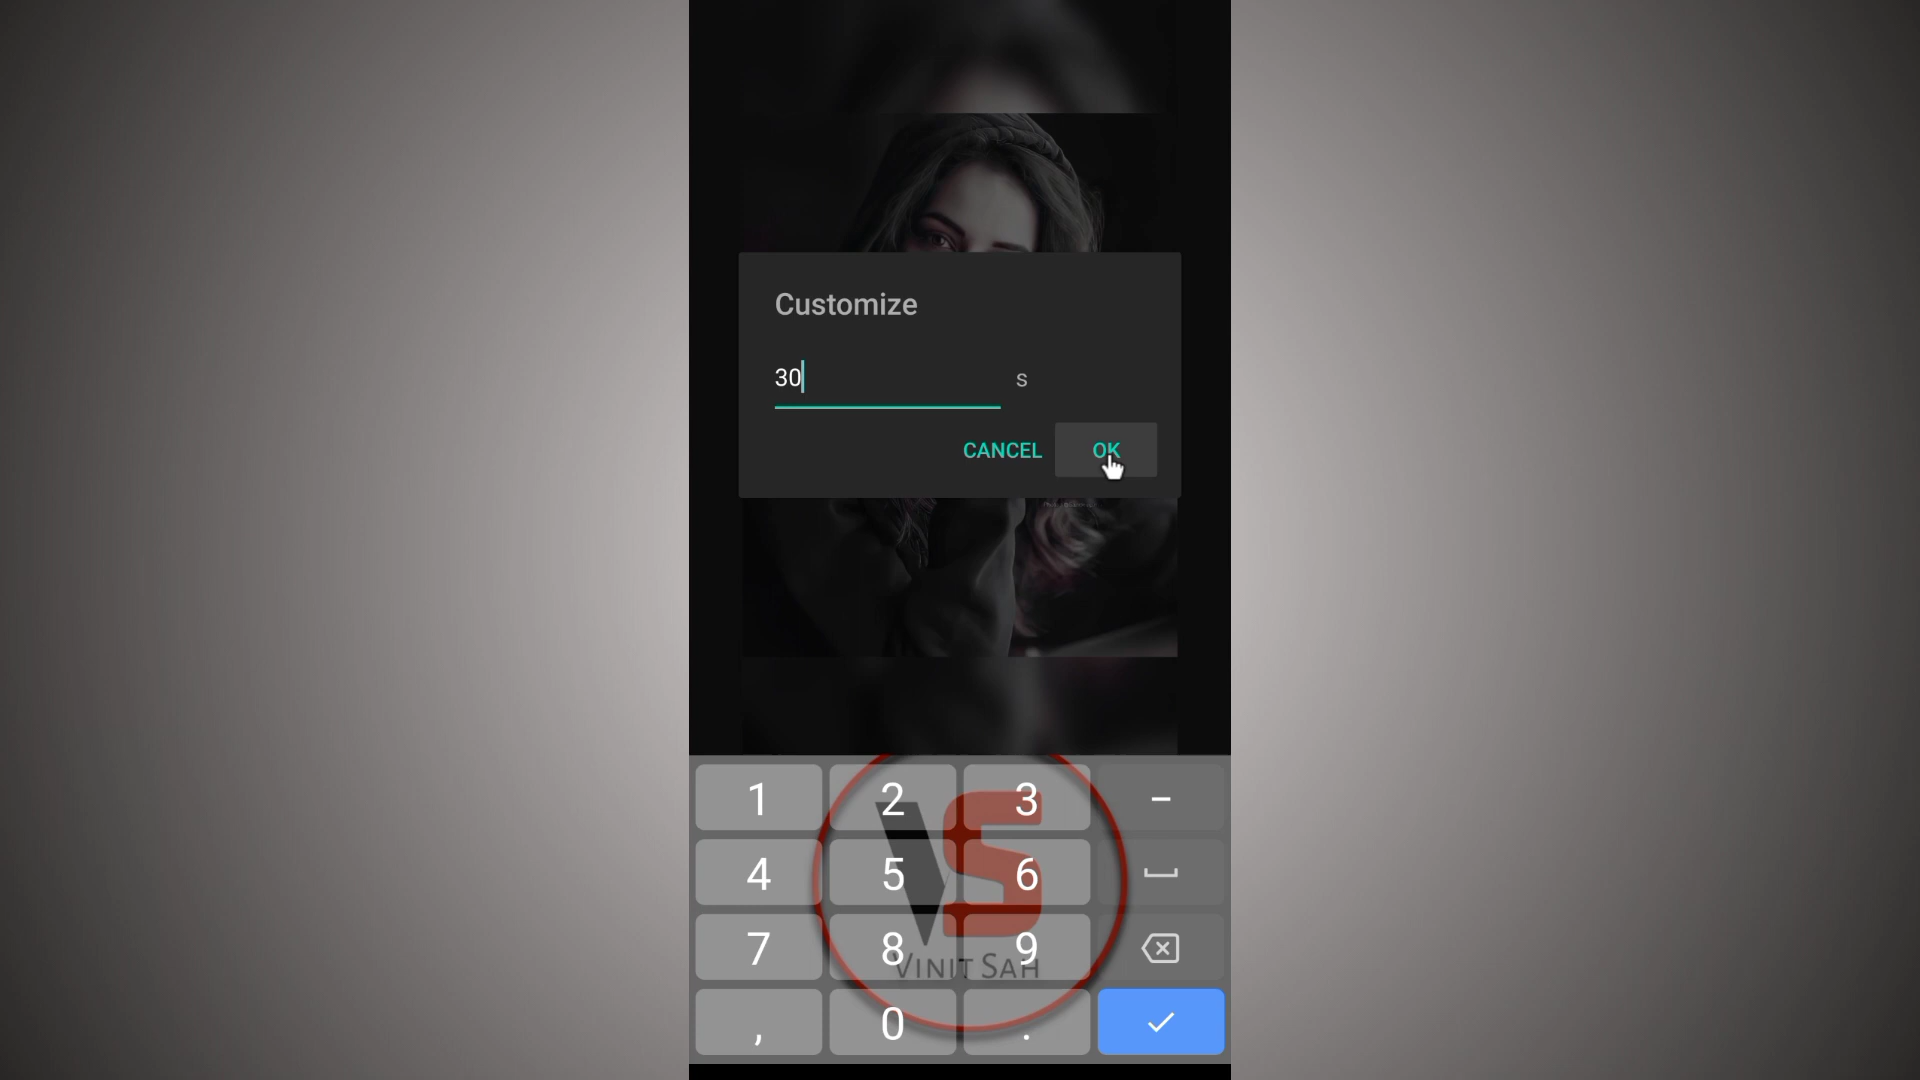 Customize
30 s
CANCEL OK
1 2 3 –
4 5 6
7 8 9
VINIT SAH
, 0 .
VS